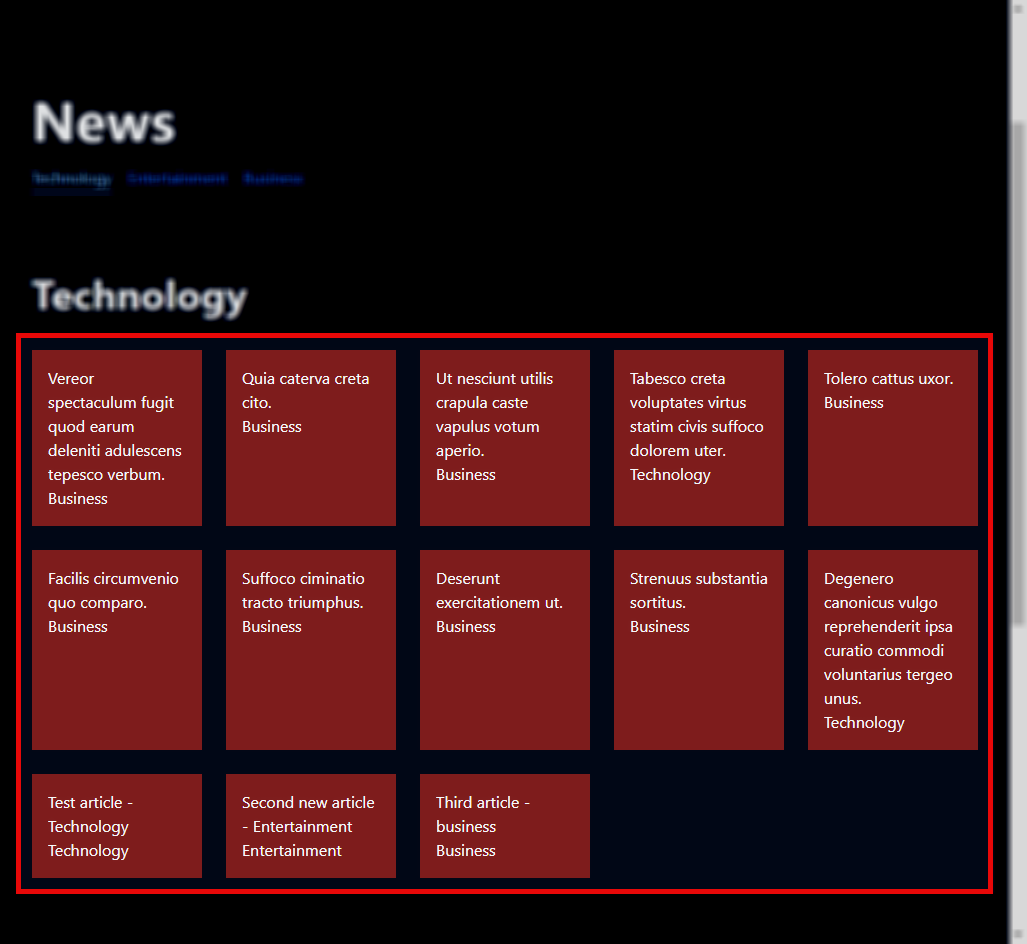 News
Technology Entertainment Business
Technology
Vereor
spectaculum fugit
quod earum
deleniti adulescens
tepesco verbum.
Business
Quia caterva creta
cito.
Business
Ut nesciunt utilis
crapula caste
vapulus votum
aperio.
Business
Tabesco creta
voluptates virtus
statim civis suffoco
dolorem uter.
Technology
Tolero cattus uxor.
Business
Facilis circumvenio
quo comparo.
Business
Suffoco ciminatio
tracto triumphus.
Business
Deserunt
exercitationem ut.
Business
Strenuus substantia
sortitus.
Business
Degenero
canonicus vulgo
reprehenderit ipsa
curatio commodi
voluntarius tergeo
unus.
Technology
Test article -
Technology
Technology
Second new article
- Entertainment
Entertainment
Third article -
business
Business